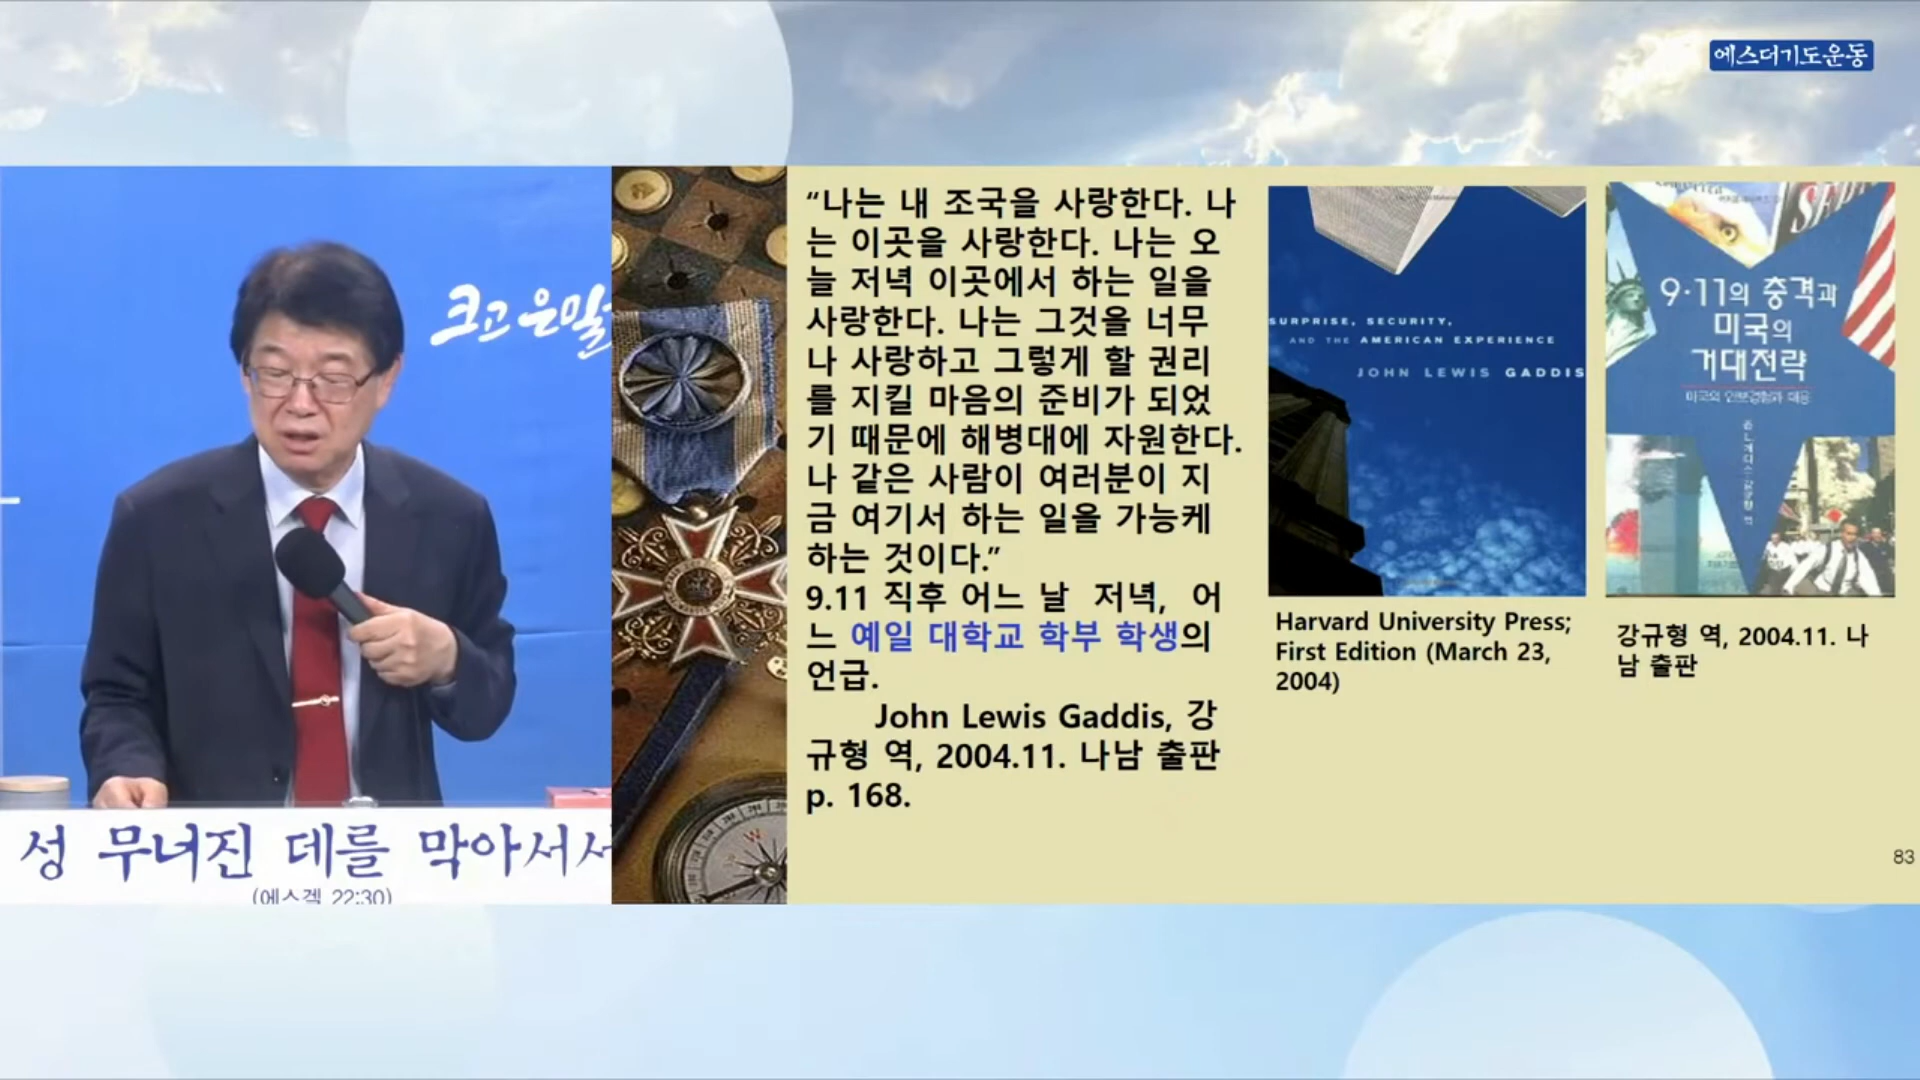 에스더기도운동
크고 은밀
성 무너진 데를 막아서서
(에스겔 22:30)
“나는 내 조국을 사랑한다. 나
는 이곳을 사랑한다. 나는 오
늘 저녁 이곳에서 하는 일을
사랑한다. 나는 그것을 너무
나 사랑하고 그렇게 할 권리
를 지킬 마음의 준비가 되었
기 때문에 해병대에 자원한다.
나 같은 사람이 여러분이 지
금 여기서 하는 일을 가능케
하는 것이다.”
9.11 직후 어느 날 저녁, 어
느 예일 대학교 학부 학생의
언급.
John Lewis Gaddis, 강
규형 역, 2004.11. 나남 출판
p. 168.
SURPRISE, SECURITY,
AND THE AMERICAN EXPERIENCE
JOHN LEWIS GADDIS
Harvard University Press;
First Edition (March 23,
2004)
9·11의 충격과
미국의
거대전략
미국의 안보경험과 대응
강규형 역, 2004.11. 나
남 출판
83